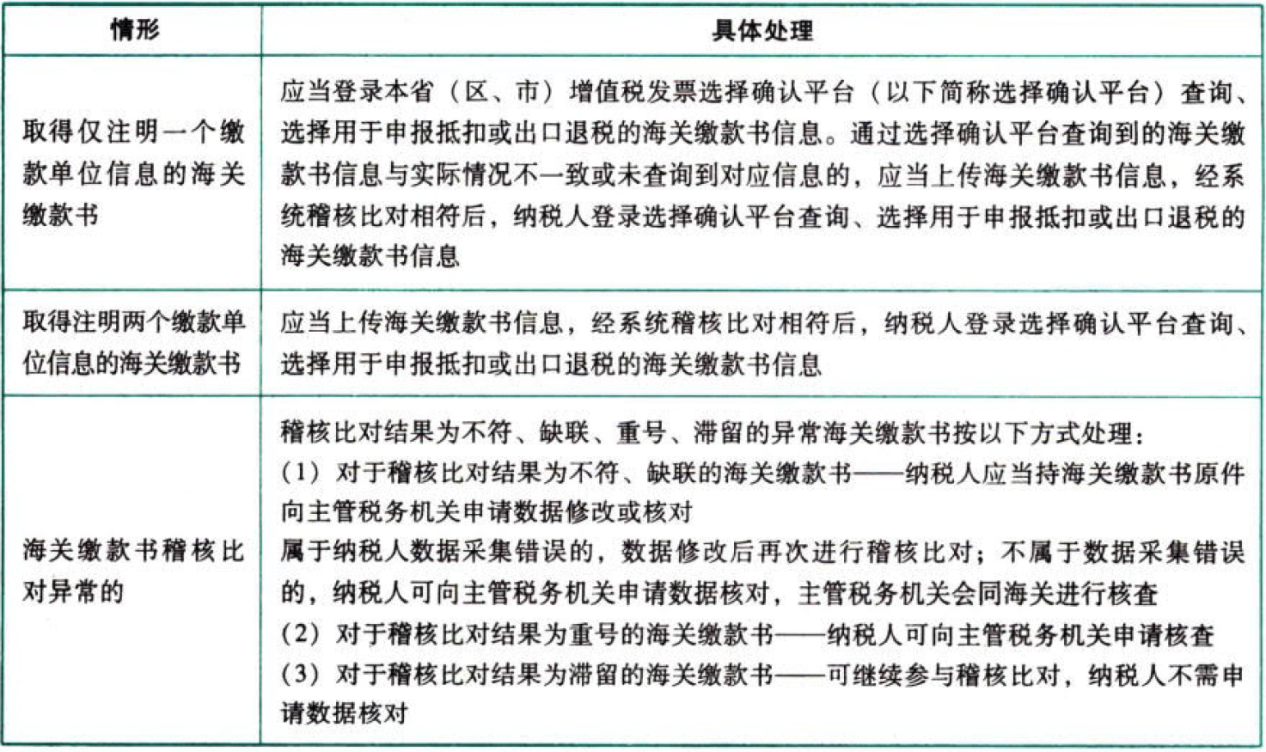 情形
具体处理
取得仅注明一个缴
款单位信息的海关
缴款书
应当登录本省（区、市）增值税发票选择确认平台（以下简称选择确认平台）查询、
选择用于申报抵扣或出口退税的海关缴款书信息。通过选择确认平台查询到的海关缴
款书信息与实际情况不一致或未查询到对应信息的，应当上传海关缴款书信息，经系
统稽核比对相符后，纳税人登录选择确认平台查询、选择用于申报抵扣或出口退税的
海关缴款书信息
取得注明两个缴款单
位信息的海关缴款书
应当上传海关缴款书信息，经系统稽核比对相符后，纳税人登录选择确认平台查询、
选择用于申报抵扣或出口退税的海关缴款书信息
海关缴款书稽核比
对异常的
稽核比对结果为不符、缺联、重号、滞留的异常海关缴款书按以下方式处理：
（1）对于稽核比对结果为不符、缺联的海关缴款书——纳税人应当持海关缴款书原件
向主管税务机关申请数据修改或核对
属于纳税人数据采集错误的，数据修改后再次进行稽核比对；不属于数据采集错误
的，纳税人可向主管税务机关申请数据核对，主管税务机关会同海关进行核查
（2）对于稽核比对结果为重号的海关缴款书——纳税人可向主管税务机关申请核查
（3）对于稽核比对结果为滞留的海关缴款书——可继续参与稽核比对，纳税人不需申
请数据核对